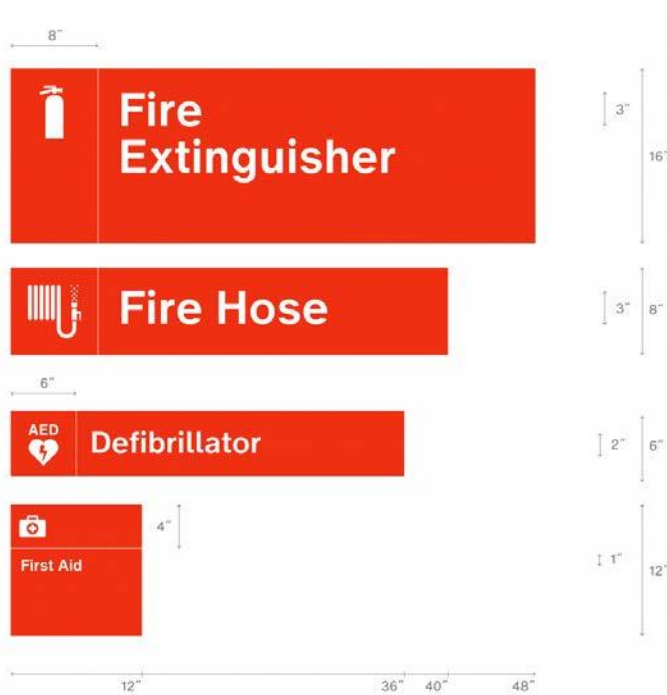 8″
Fire
Extinguisher
3″
16″
Fire Hose
3″
8″
6″
AED
Defibrillator
2″
6″
4″
First Aid
1″
12″
12″
36″
40″
48″